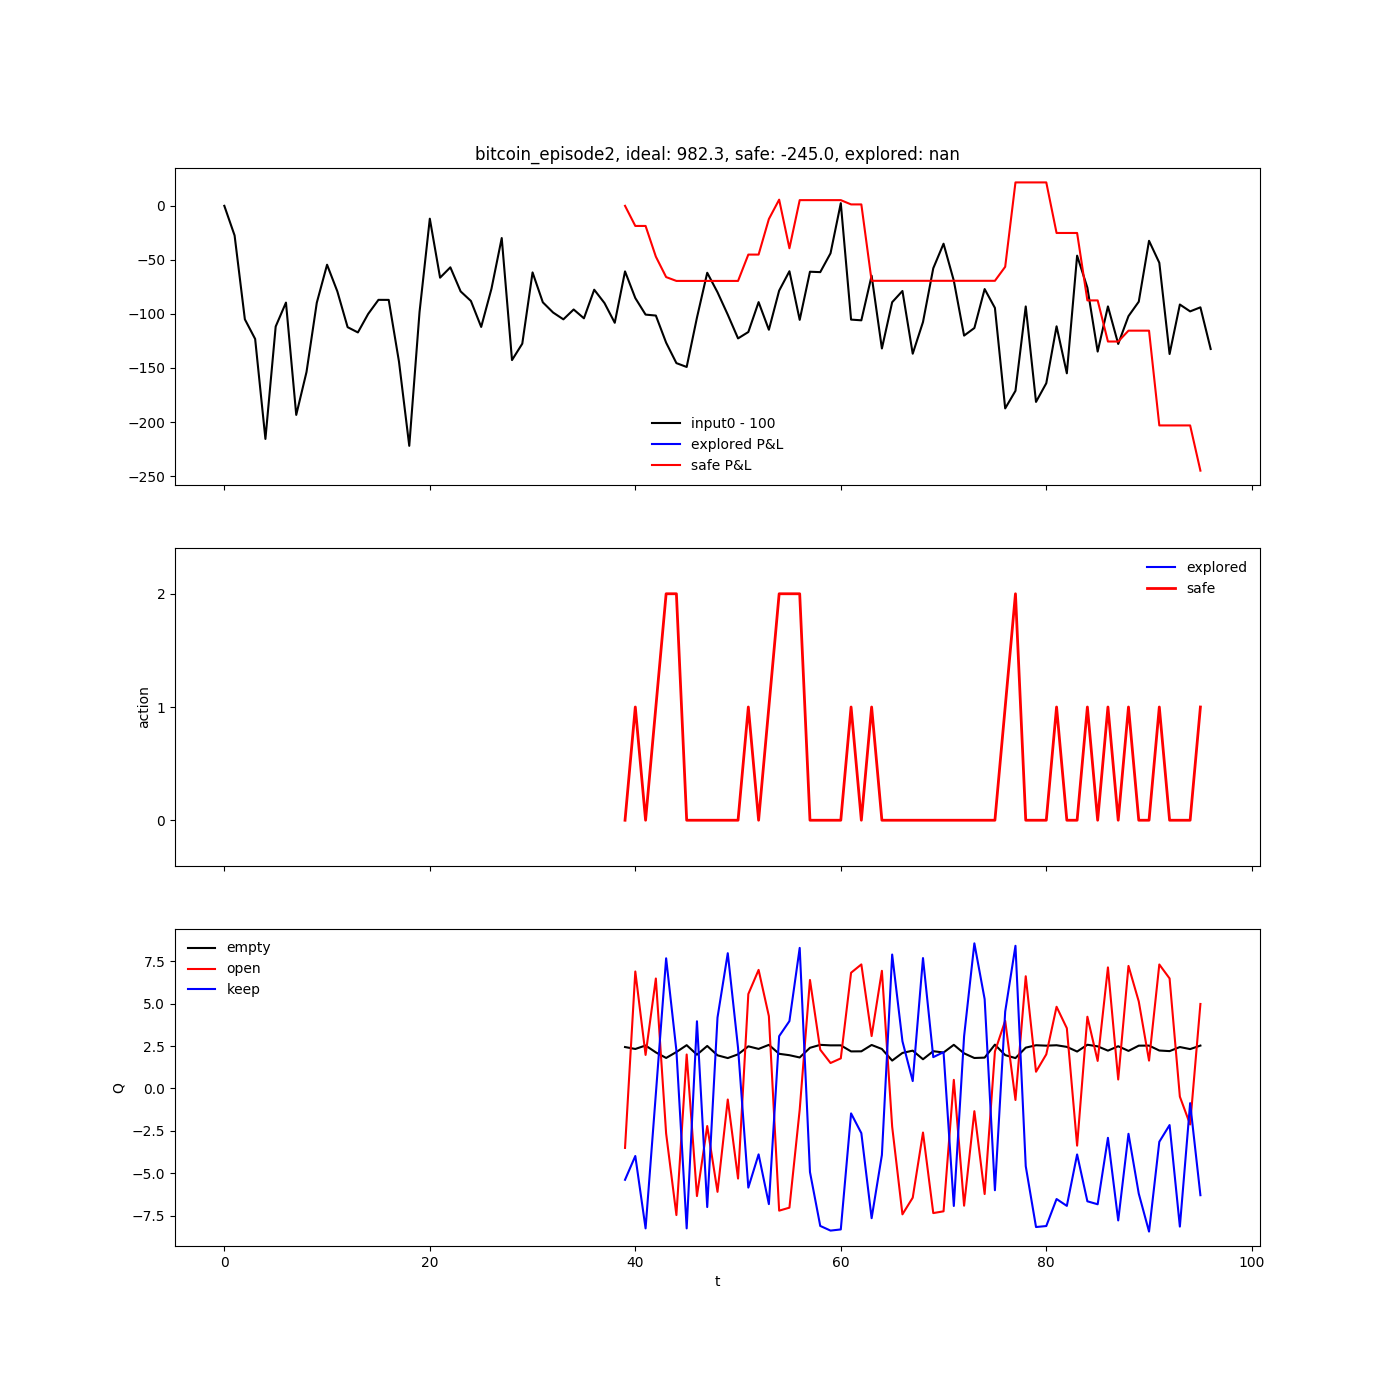 bitcoin_episode2, ideal: 982.3, safe: -245.0, explored: nan
0
−50
−100
−150
−200
−250
input0 - 100
explored P&L
safe P&L
2
1
0
action
explored
safe
7.5
5.0
2.5
0.0
−2.5
−5.0
−7.5
Q
empty
open
keep
0 20 40 60 80 100
t